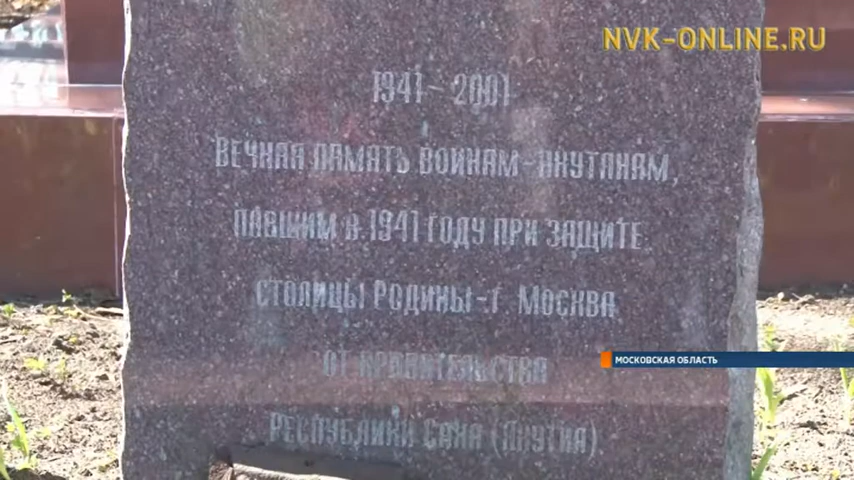 NVK-ONLINE.RU
1941 - 2001
ВЕЧНАЯ ПАМЯТЬ ВОИНАМ-ЯКУТЯНАМ,
ПАВШИМ В 1941 ГОДУ ПРИ ЗАЩИТЕ
СТОЛИЦЫ РОДИНЫ - Г. МОСКВА
ОТ ПРАВИТЕЛЬСТВА
МОСКОВСКАЯ ОБЛАСТЬ
РЕСПУБЛИКИ САХА (ЯКУТИЯ)